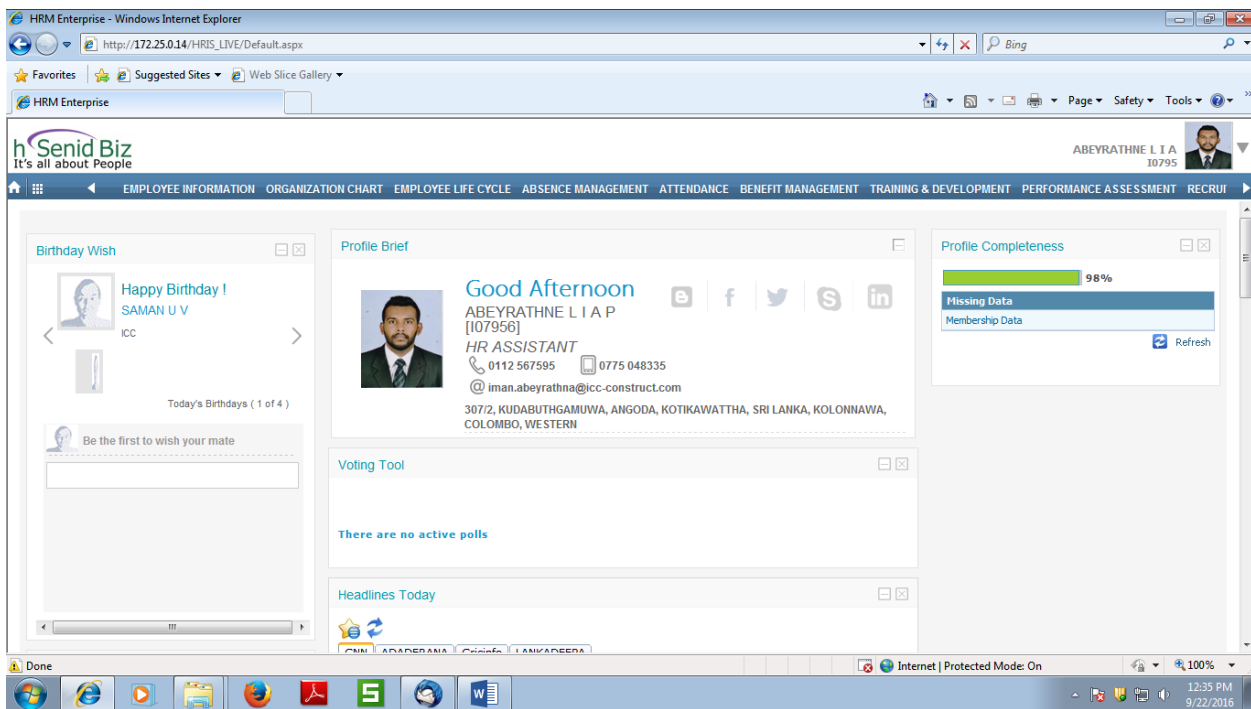 HRM Enterprise - Windows Internet Explorer
http://172.25.0.14/HRIS_LIVE/Default.aspx
Bing
Favorites Suggested Sites Web Slice Gallery
HRM Enterprise
Page Safety Tools
hSenid Biz
It's all about People
ABEYRATHNE L I A
I0795
EMPLOYEE INFORMATION ORGANIZATION CHART EMPLOYEE LIFE CYCLE ABSENCE MANAGEMENT ATTENDANCE BENEFIT MANAGEMENT TRAINING & DEVELOPMENT PERFORMANCE ASSESSMENT RECRUI
Birthday Wish
Happy Birthday !
SAMAN U V
ICC
Today's Birthdays ( 1 of 4 )
Be the first to wish your mate
Profile Brief
Good Afternoon
ABEYRATHNE L I A P
[I07956]
HR ASSISTANT
0112 567595 0775 048335
@ iman.abeyrathna@icc-construct.com
307/2, KUDABUTHGAMUWA, ANGODA, KOTIKAWATTHA, SRI LANKA, KOLONNAWA,
COLOMBO, WESTERN
Voting Tool
There are no active polls
Headlines Today
CNN ADADERANA Cricinfo LANKADEEPA
Profile Completeness
98%
Missing Data
Membership Data
Refresh
Done
Internet | Protected Mode: On
100%
12:35 PM
9/22/2016